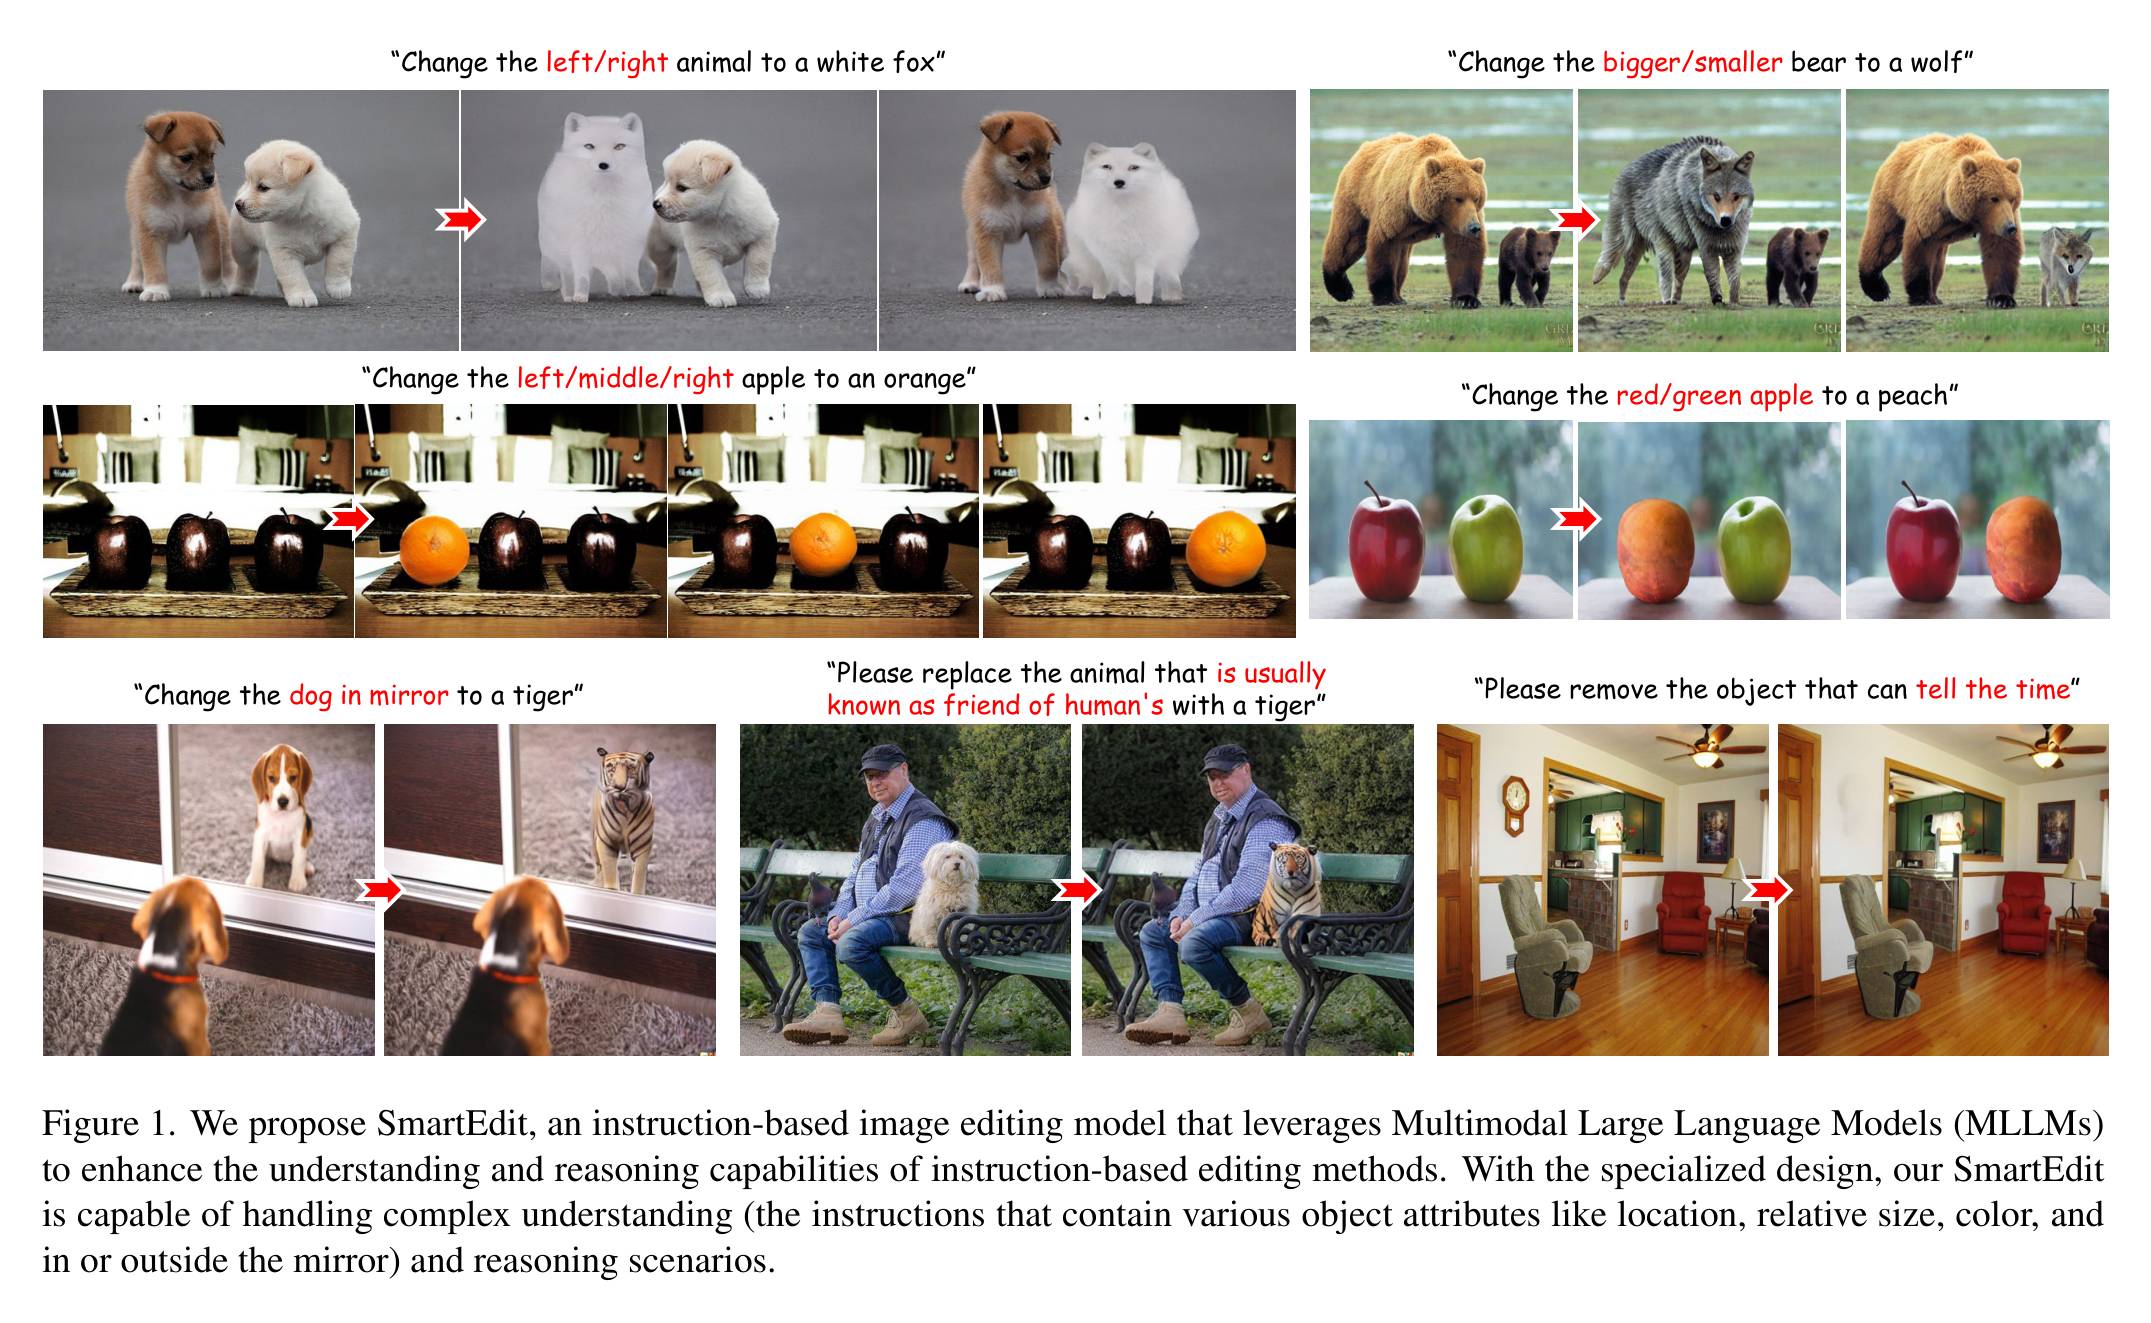 “Change the left/right animal to a white fox”
“Change the bigger/smaller bear to a wolf”
“Change the left/middle/right apple to an orange”
“Change the red/green apple to a peach”
“Change the dog in mirror to a tiger”
“Please replace the animal that is usually
known as friend of human's with a tiger”
“Please remove the object that can tell the time”
Figure 1. We propose SmartEdit, an instruction-based image editing model that leverages Multimodal Large Language Models (MLLMs)
to enhance the understanding and reasoning capabilities of instruction-based editing methods. With the specialized design, our SmartEdit
is capable of handling complex understanding (the instructions that contain various object attributes like location, relative size, color, and
in or outside the mirror) and reasoning scenarios.